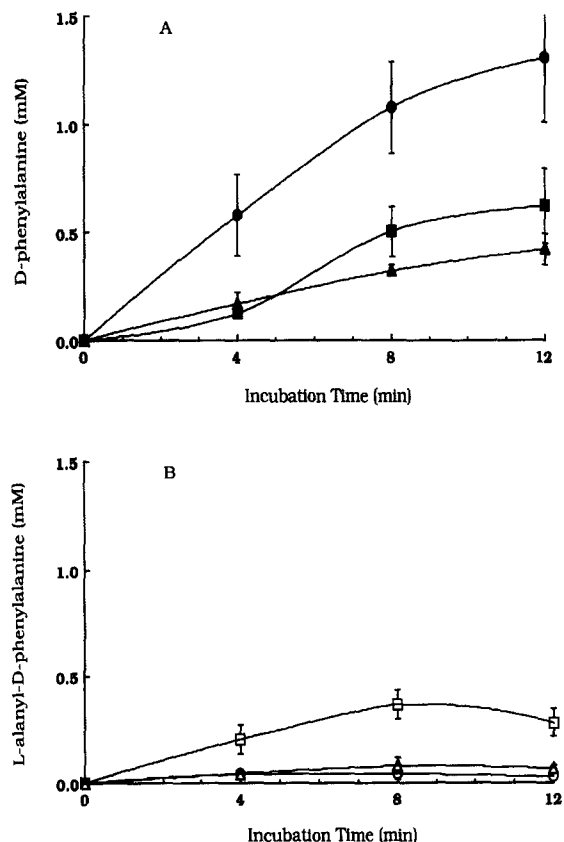 A
D-phenylalanine (mM)
1.5
1.0
0.5
0.0
0
4
8
12
Incubation Time (min)
B
L-alanyl-D-phenylalanine (mM)
1.5
1.0
0.5
0.0
0
4
8
12
Incubation Time (min)